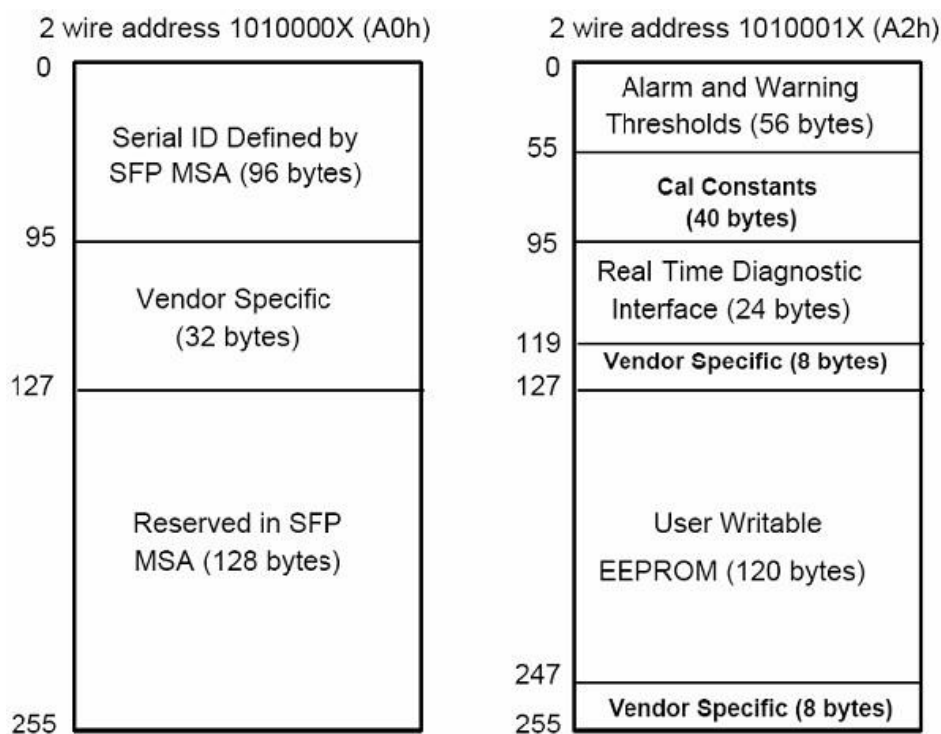 2 wire address 1010000X (A0h)
0
Serial ID Defined by
SFP MSA (96 bytes)
95
Vendor Specific
(32 bytes)
127
Reserved in SFP
MSA (128 bytes)
255
2 wire address 1010001X (A2h)
0
Alarm and Warning
Thresholds (56 bytes)
55
Cal Constants
(40 bytes)
95
Real Time Diagnostic
Interface (24 bytes)
119
Vendor Specific (8 bytes)
127
User Writable
EEPROM (120 bytes)
247
Vendor Specific (8 bytes)
255